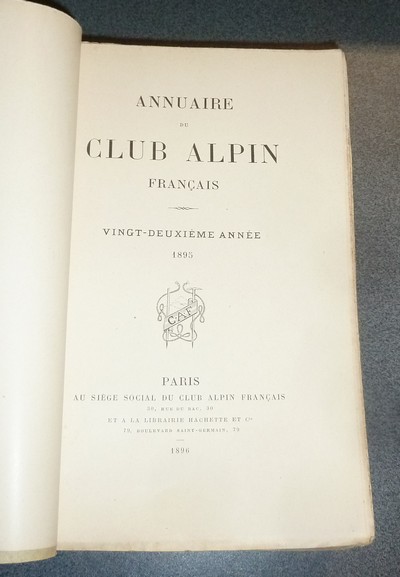 ANNUAIRE
DU
CLUB ALPIN
FRANÇAIS
VINGT-DEUXIÈME ANNÉE
1895
C.A.F.
PARIS
AU SIÈGE SOCIAL DU CLUB ALPIN FRANÇAIS
30, RUE DU BAC, 30
ET A LA LIBRAIRIE HACHETTE ET Cie
79, BOULEVARD SAINT-GERMAIN, 79
1896